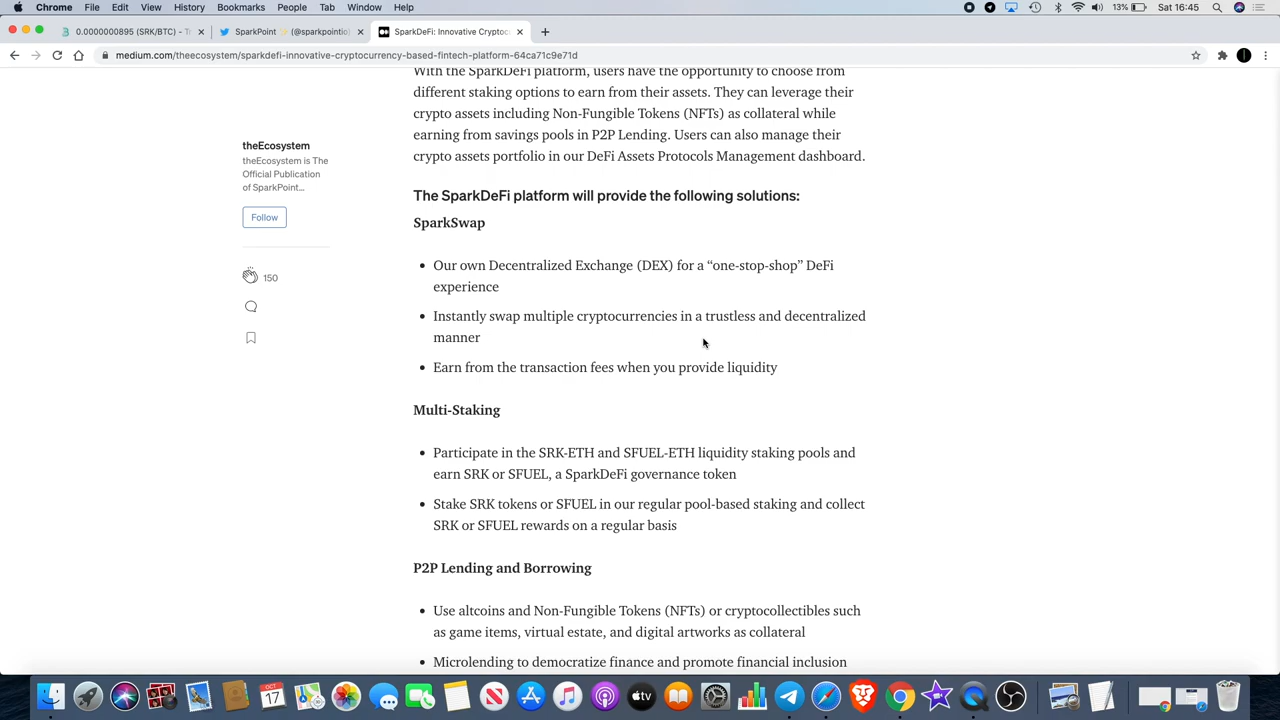 Chrome File Edit View History Bookmarks People Tab Window Help 13% Sat 16:45
0.0000000895 (SRK/BTC) - Tr
SparkPoint ✨ (@sparkpointio)
SparkDeFi: Innovative Cryptoc
medium.com/theecosystem/sparkdefi-innovative-cryptocurrency-based-fintech-platform-64ca71c9e71d
theEcosystem
theEcosystem is The
Official Publication
of SparkPoint...
Follow
150
With the SparkDeFi platform, users have the opportunity to choose from
different staking options to earn from their assets. They can leverage their
crypto assets including Non-Fungible Tokens (NFTs) as collateral while
earning from savings pools in P2P Lending. Users can also manage their
crypto assets portfolio in our DeFi Assets Protocols Management dashboard.
The SparkDeFi platform will provide the following solutions:
SparkSwap
• Our own Decentralized Exchange (DEX) for a “one-stop-shop” DeFi
experience
• Instantly swap multiple cryptocurrencies in a trustless and decentralized
manner
• Earn from the transaction fees when you provide liquidity
Multi-Staking
• Participate in the SRK-ETH and SFUEL-ETH liquidity staking pools and
earn SRK or SFUEL, a SparkDeFi governance token
• Stake SRK tokens or SFUEL in our regular pool-based staking and collect
SRK or SFUEL rewards on a regular basis
P2P Lending and Borrowing
• Use altcoins and Non-Fungible Tokens (NFTs) or cryptocollectibles such
as game items, virtual estate, and digital artworks as collateral
• Microlending to democratize finance and promote financial inclusion
OCT
17
tv